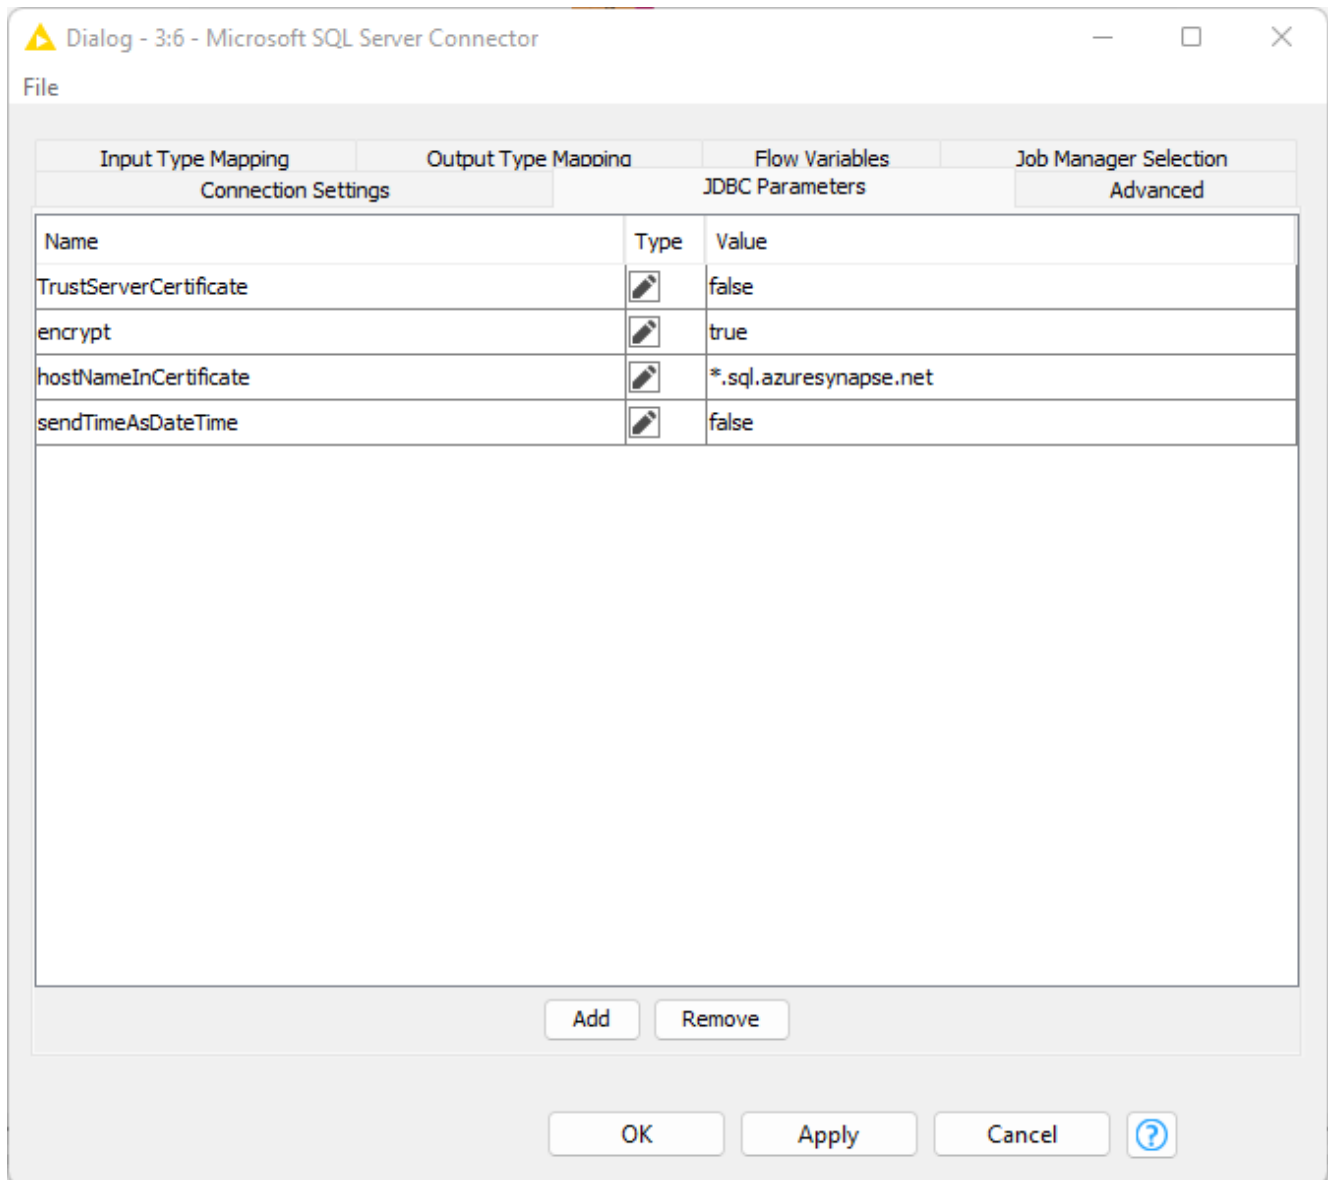 Dialog - 3:6 - Microsoft SQL Server Connector
File
Input Type Mapping Output Type Mapping Flow Variables Job Manager Selection
Connection Settings JDBC Parameters Advanced
Name Type Value
TrustServerCertificate false
encrypt true
hostNameInCertificate *.sql.azuresynapse.net
sendTimeAsDateTime false
Add Remove
OK Apply Cancel ?